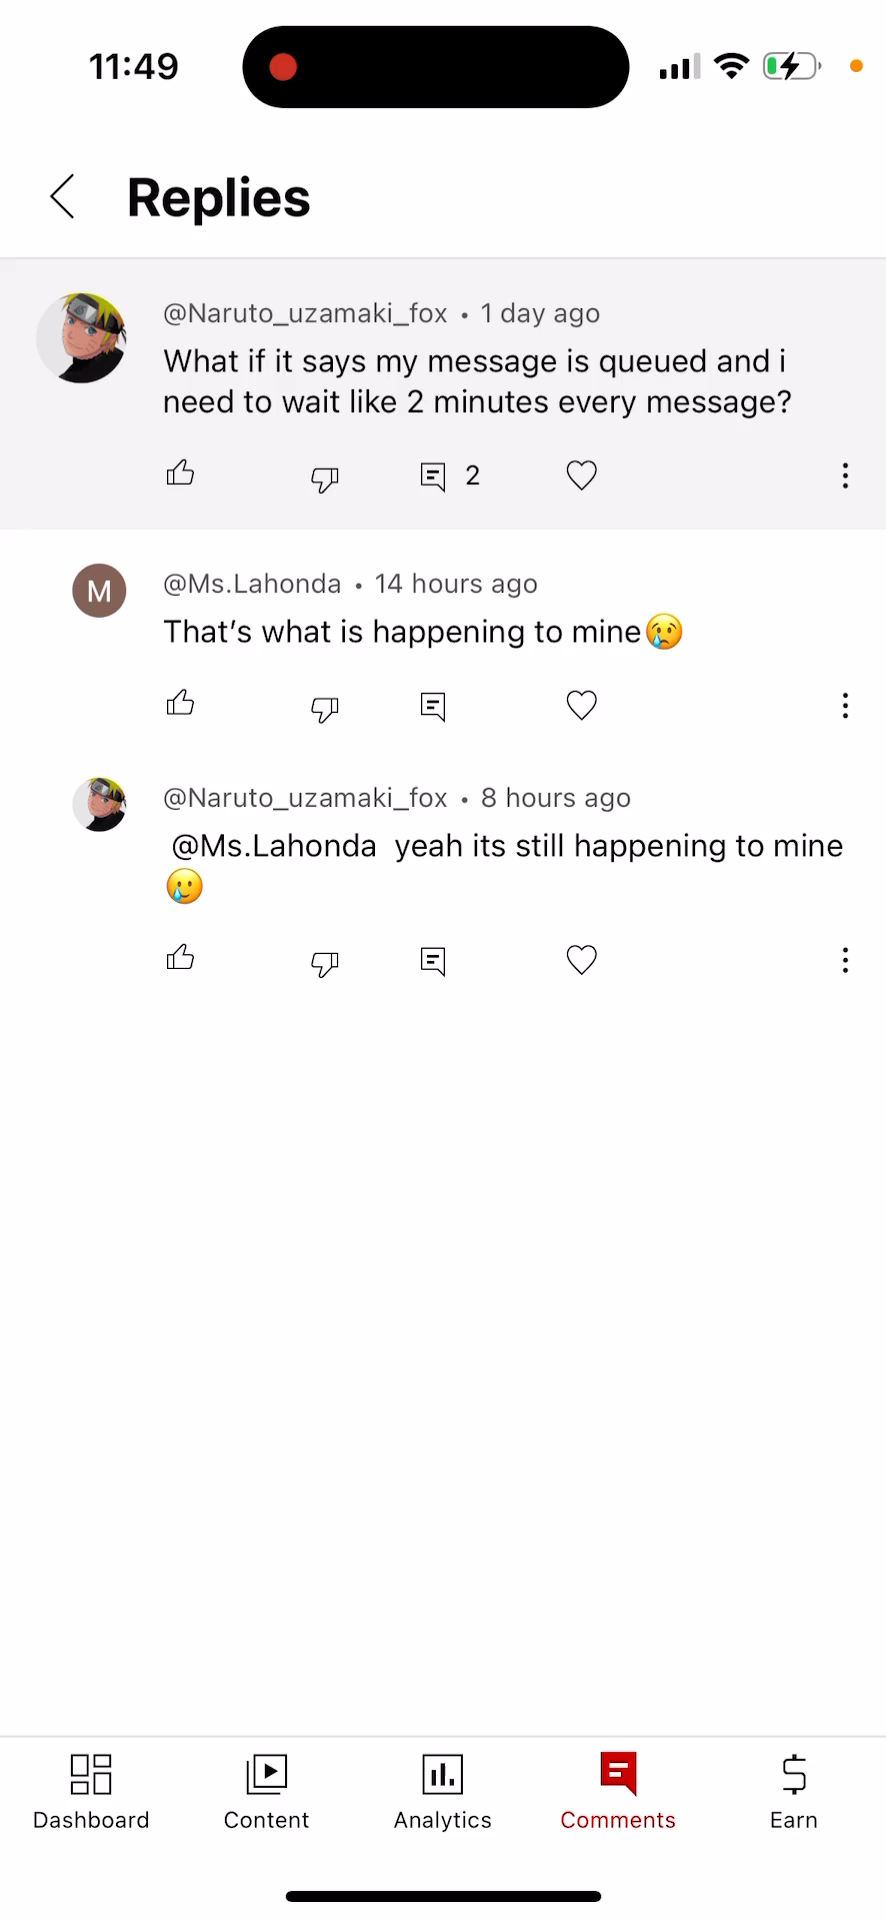 11:49
Replies
@Naruto_uzamaki_fox • 1 day ago
What if it says my message is queued and i
need to wait like 2 minutes every message?
2
M
@Ms.Lahonda • 14 hours ago
That's what is happening to mine😢
@Naruto_uzamaki_fox • 8 hours ago
@Ms.Lahonda yeah its still happening to mine
🥲
Dashboard
Content
Analytics
Comments
Earn